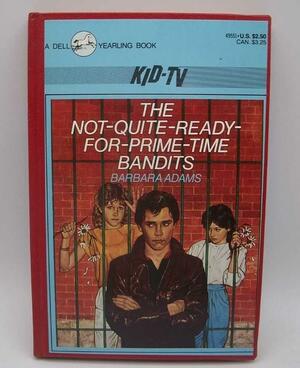 A DELL YEARLING BOOK
49551-U.S. $2.50
CAN. $3.25
KID-TV
THE
NOT-QUITE-READY-
FOR-PRIME-TIME
BANDITS
BARBARA ADAMS